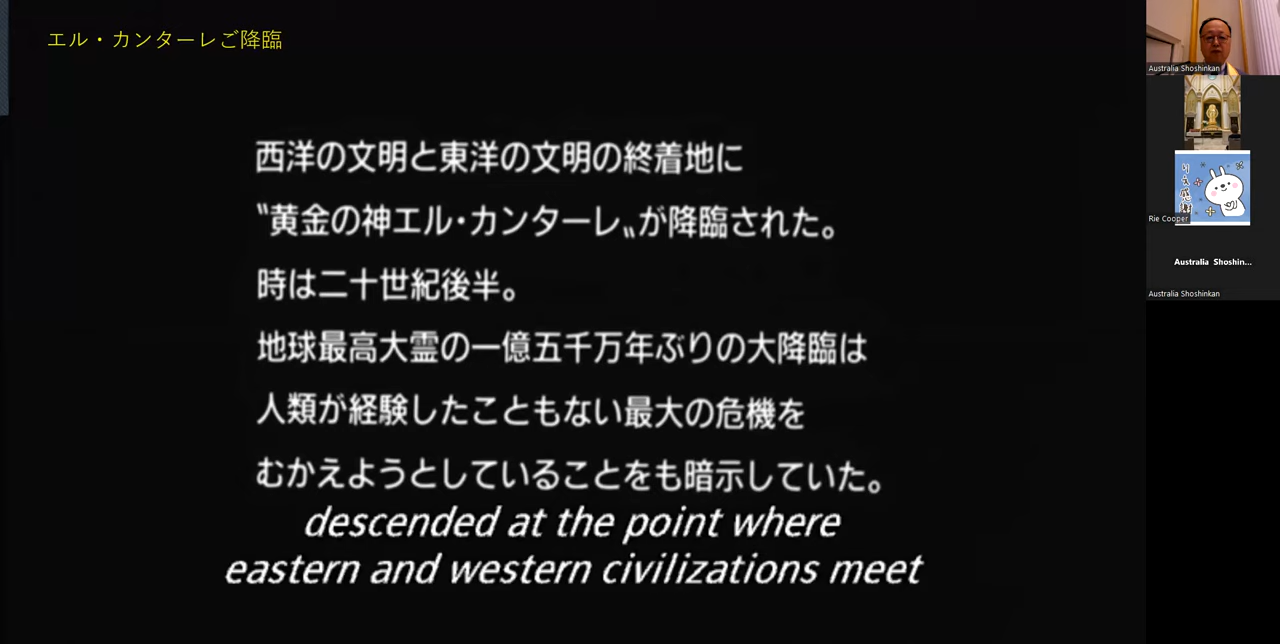 エル・カンターレご降臨
西洋の文明と東洋の文明の終着地に
〝黄金の神エル・カンターレ〟が降臨された。
時は二十世紀後半。
地球最高大霊の一億五千万年ぶりの大降臨は
人類が経験したこともない最大の危機を
むかえようとしていることをも暗示していた。
descended at the point where
eastern and western civilizations meet
Australia Shoshinkan
りえ感謝
Rie Cooper
Australia Shoshin...
Australia Shoshinkan